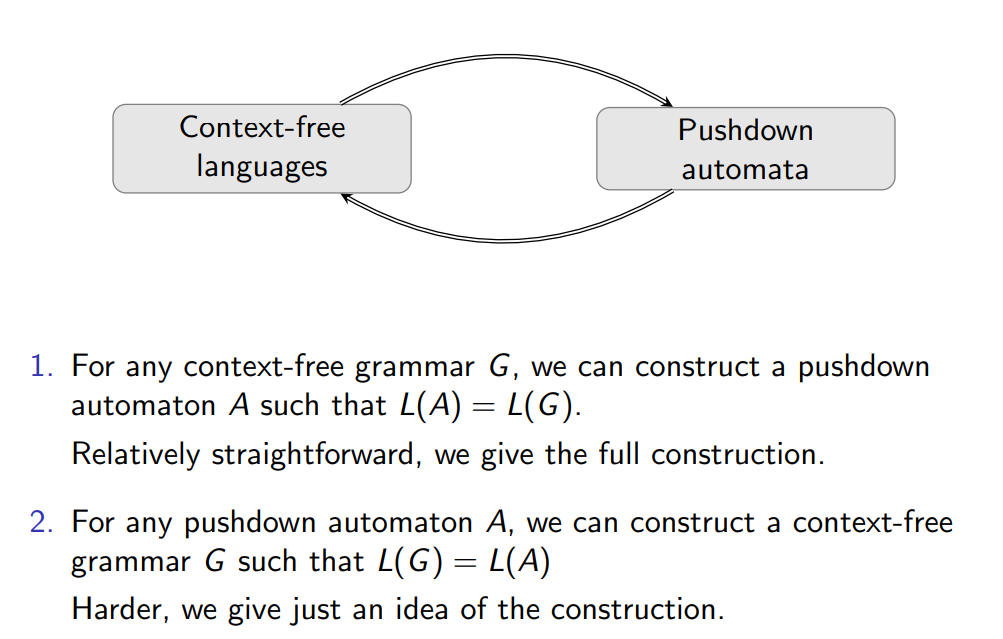 Context-free
languages
Pushdown
automata
1. For any context-free grammar G, we can construct a pushdown
automaton A such that L(A) = L(G).
Relatively straightforward, we give the full construction.
2. For any pushdown automaton A, we can construct a context-free
grammar G such that L(G) = L(A)
Harder, we give just an idea of the construction.